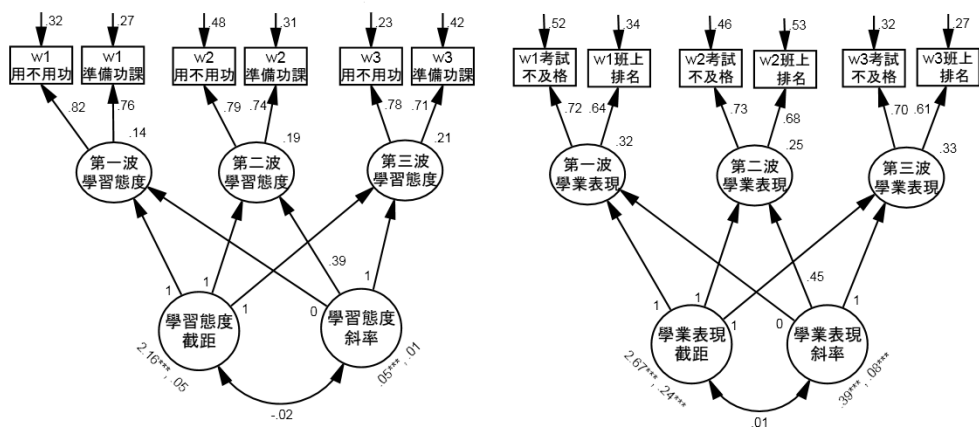 .32 .27 .48 .31 .23 .42
w1 用不用功
w1 準備功課
w2 用不用功
w2 準備功課
w3 用不用功
w3 準備功課
.82 .76 .79 .74 .78 .71
.14 .19 .21
第一波 學習態度
第二波 學習態度
第三波 學習態度
.39
1 1 1 0 1
學習態度 截距
學習態度 斜率
2.16***, .05
.05***, .01
-.02
.52 .34 .46 .53 .32 .27
w1考試 不及格
w1班上 排名
w2考試 不及格
w2班上 排名
w3考試 不及格
w3班上 排名
.72 .64 .73 .68 .70 .61
.32 .25 .33
第一波 學業表現
第二波 學業表現
第三波 學業表現
.45
1 1 1 0 1
學業表現 截距
學業表現 斜率
2.67***, .24***
.39***, .08***
.01